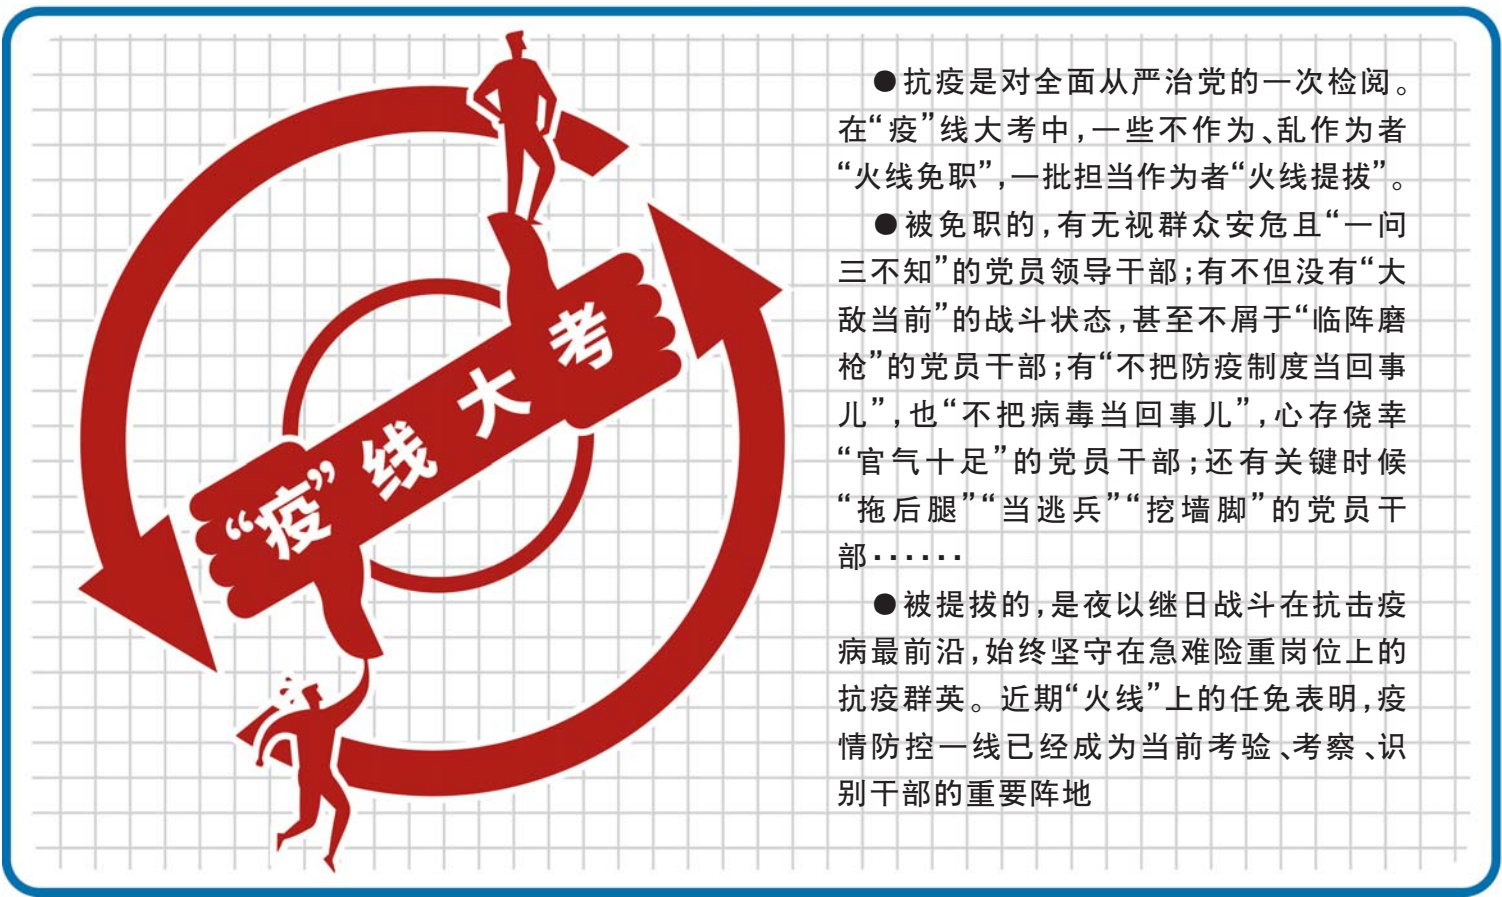 “疫”线大考
●抗疫是对全面从严治党的一次检阅。
在“疫”线大考中,一些不作为、乱作为者
“火线免职”,一批担当作为者“火线提拔”。
●被免职的,有无视群众安危且“一问
三不知”的党员领导干部;有不但没有“大
敌当前”的战斗状态,甚至不屑于“临阵磨
枪”的党员干部;有“不把防疫制度当回事
儿”,也“不把病毒当回事儿”,心存侥幸
“官气十足”的党员干部;还有关键时候
“拖后腿”“当逃兵”“挖墙脚”的党员干
部······
●被提拔的,是夜以继日战斗在抗击疫
病最前沿,始终坚守在急难险重岗位上的
抗疫群英。近期“火线”上的任免表明,疫
情防控一线已经成为当前考验、考察、识
别干部的重要阵地